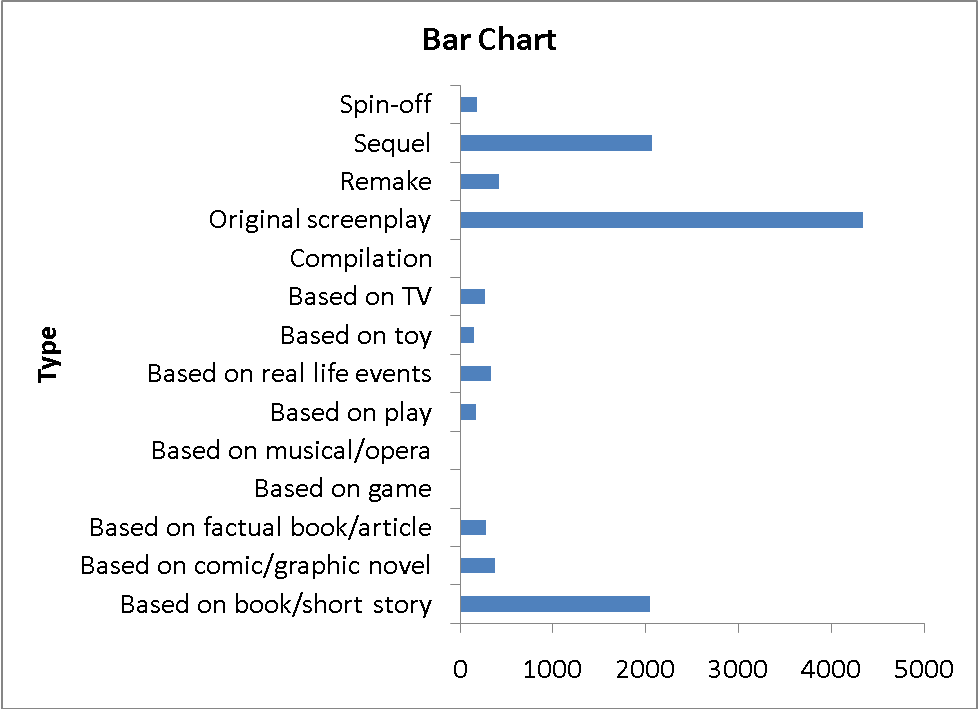 Bar Chart
Type
Spin-off
Sequel
Remake
Original screenplay
Compilation
Based on TV
Based on toy
Based on real life events
Based on play
Based on musical/opera
Based on game
Based on factual book/article
Based on comic/graphic novel
Based on book/short story
0 1000 2000 3000 4000 5000